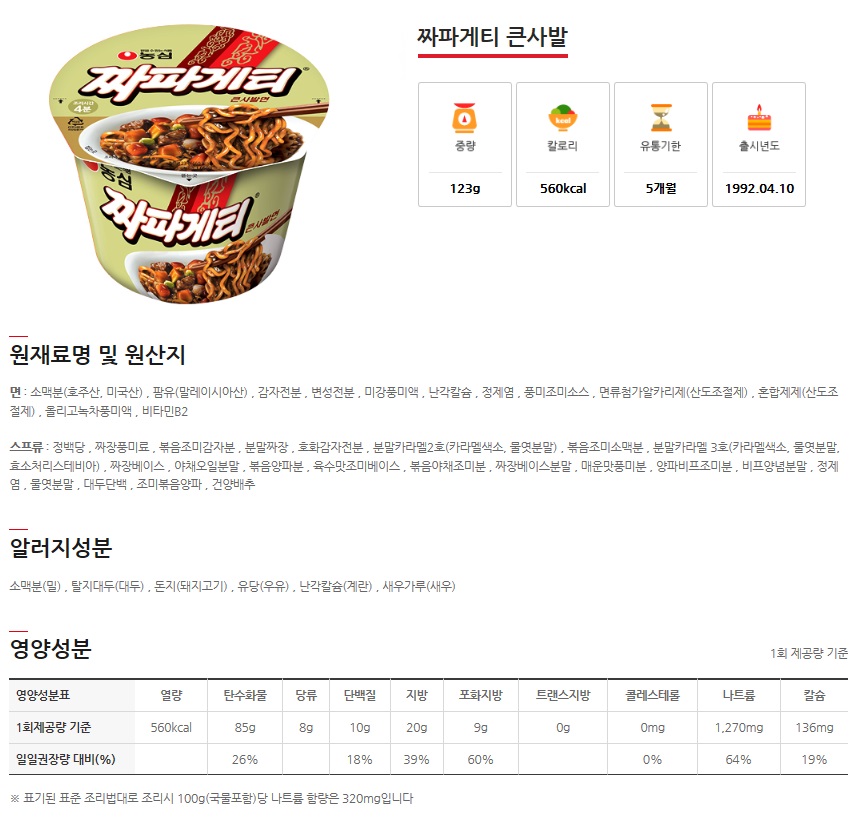 짜파게티 큰사발
농심
짜파게티
큰사발면
조리시간
4분
농심
짜파게티
큰사발면
중량
칼로리
유통기한
출시년도
kcal
123g
560kcal
5개월
1992.04.10
원재료명 및 원산지
면 : 소맥분(호주산, 미국산) , 팜유(말레이시아산) , 감자전분 , 변성전분 , 미강풍미액 , 난각칼슘 , 정제염 , 풍미조미소스 , 면류첨가알카리제(산도조절제) , 혼합제제(산도조
절제) , 올리고녹차풍미액 , 비타민B2
스프류 : 정백당 , 짜장풍미료 , 볶음조미감자분 , 분말짜장 , 호화감자전분 , 분말카라멜2호(카라멜색소, 물엿분말) , 볶음조미소맥분 , 분말카라멜 3호(카라멜색소, 물엿분말,
효소처리스테비아) , 짜장베이스 , 야채오일분말 , 볶음양파분 , 육수맛조미베이스 , 볶음야채조미분 , 짜장베이스분말 , 매운맛풍미분 , 양파비프조미분 , 비프양념분말 , 정제
염 , 물엿분말 , 대두단백 , 조미볶음양파 , 건양배추
알러지성분
소맥분(밀) , 탈지대두(대두) , 돈지(돼지고기) , 유당(우유) , 난각칼슘(계란) , 새우가루(새우)
영양성분
1회 제공량 기준
영양성분표 열량 탄수화물 당류 단백질 지방 포화지방 트랜스지방 콜레스테롤 나트륨 칼슘
1회제공량 기준 560kcal 85g 8g 10g 20g 9g 0g 0mg 1,270mg 136mg
일일권장량 대비(%) 26% 18% 39% 60% 0% 64% 19%
※ 표기된 표준 조리법대로 조리시 100g(국물포함)당 나트륨 함량은 320mg입니다